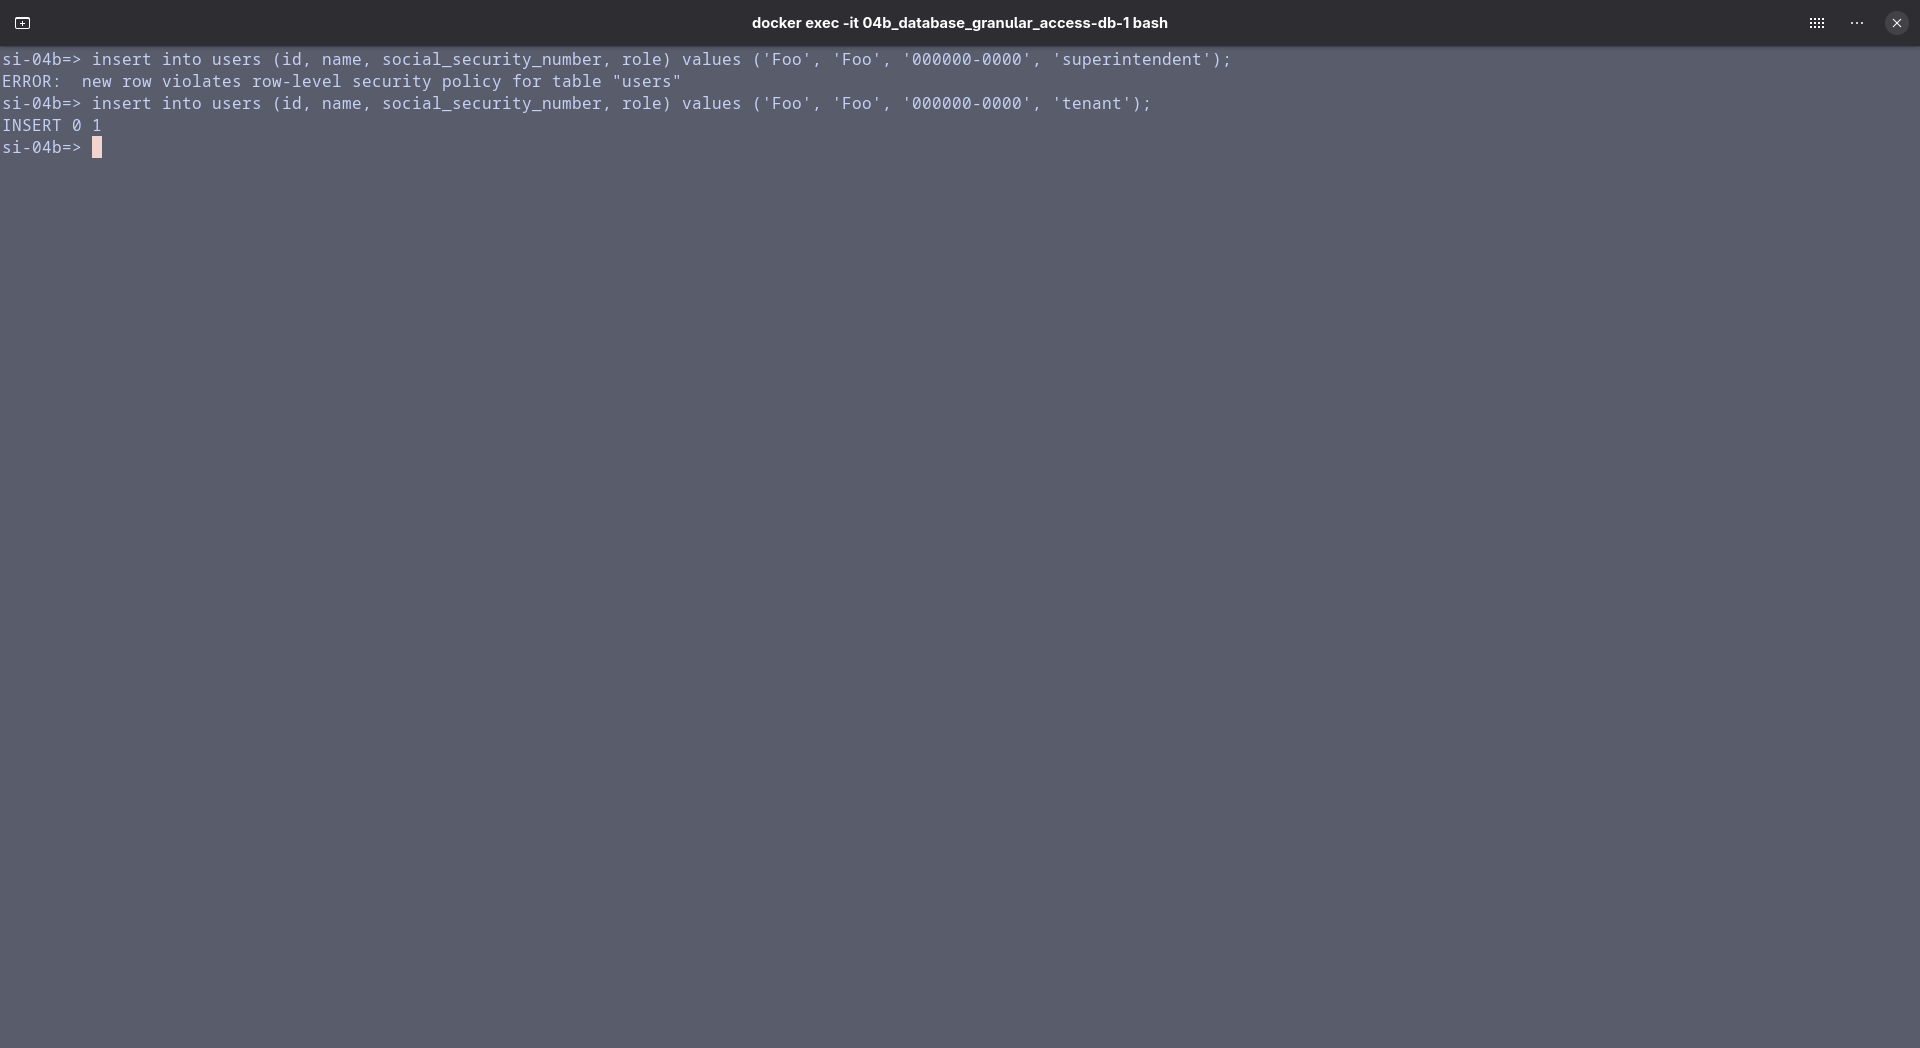 docker exec -it 04b_database_granular_access-db-1 bash
si-04b=> insert into users (id, name, social_security_number, role) values ('Foo', 'Foo', '000000-0000', 'superintendent');
ERROR:  new row violates row-level security policy for table "users"
si-04b=> insert into users (id, name, social_security_number, role) values ('Foo', 'Foo', '000000-0000', 'tenant');
INSERT 0 1
si-04b=>